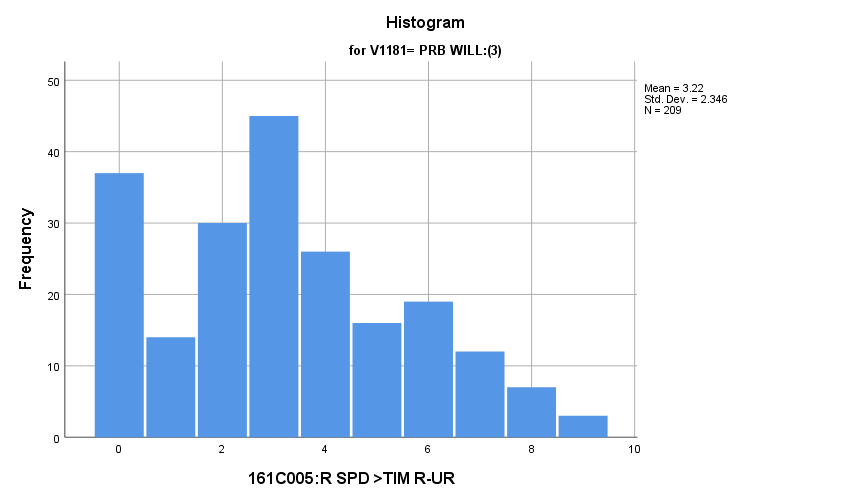 Histogram
for V1181= PRB WILL:(3)
Mean = 3.22
Std. Dev. = 2.346
N = 209
50
40
30
20
10
0
Frequency
0 2 4 6 8 10
161C005:R SPD >TIM R-UR